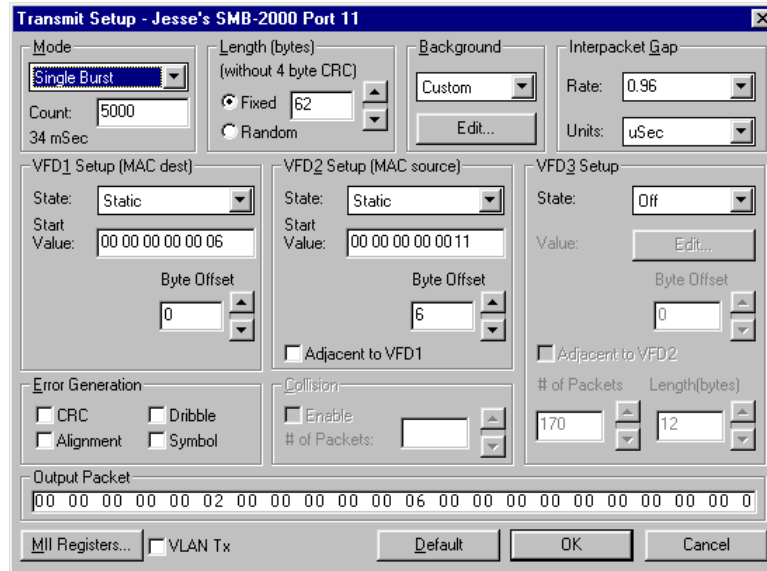 Transmit Setup - Jesse's SMB-2000 Port 11
Mode
Single Burst
Count: 5000
34 mSec
Length (bytes)
(without 4 byte CRC)
Fixed 62
Random
Background
Custom
Edit...
Interpacket Gap
Rate: 0.96
Units: uSec
VFD1 Setup (MAC dest)
State: Static
Start
Value: 00 00 00 00 00 06
Byte Offset
0
VFD2 Setup (MAC source)
State: Static
Start
Value: 00 00 00 00 00 11
Byte Offset
6
Adjacent to VFD1
VFD3 Setup
State: Off
Value: Edit...
Byte Offset
0
Adjacent to VFD2
# of Packets Length(bytes)
170 12
Error Generation
CRC Dribble
Alignment Symbol
Collision
Enable
# of Packets:
Output Packet
00 00 00 00 00 02 00 00 00 00 00 06 00 00 00 00 00 00 00 00 00 0
MII Registers... VLAN Tx Default OK Cancel